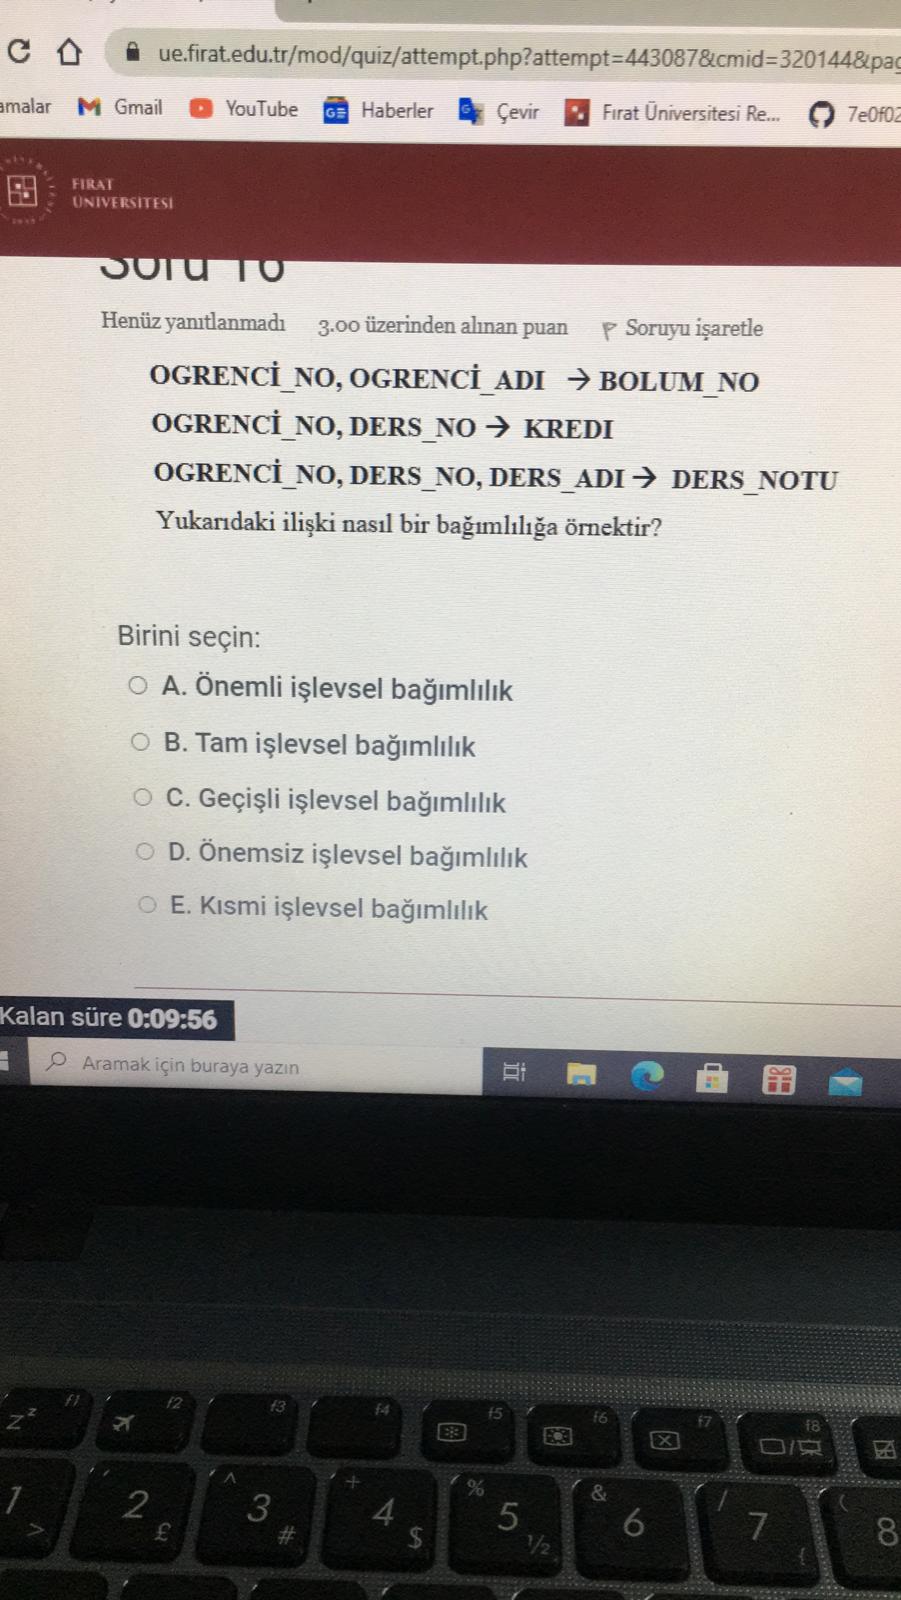 ue.firat.edu.tr/mod/quiz/attempt.php?attempt=443087&cmid=320144&pag
amalar Gmail YouTube Haberler Çevir Fırat Üniversitesi Re... 7e0f02
FIRAT
ÜNİVERSİTESİ
Soru 16
Henüz yanıtlanmadı 3.00 üzerinden alınan puan Soruyu işaretle
OGRENCİ_NO, OGRENCİ_ADI → BOLUM_NO
OGRENCİ_NO, DERS_NO → KREDI
OGRENCİ_NO, DERS_NO, DERS_ADI → DERS_NOTU
Yukarıdaki ilişki nasıl bir bağımlılığa örnektir?
Birini seçin:
A. Önemli işlevsel bağımlılık
B. Tam işlevsel bağımlılık
C. Geçişli işlevsel bağımlılık
D. Önemsiz işlevsel bağımlılık
E. Kısmi işlevsel bağımlılık
Kalan süre 0:09:56
Aramak için buraya yazın
f1 f2 f3 f4 f5 f6 f7 f8
1 > 2 £ ^ 3 # + 4 $ % 5 ½ & 6 / 7 { ( 8